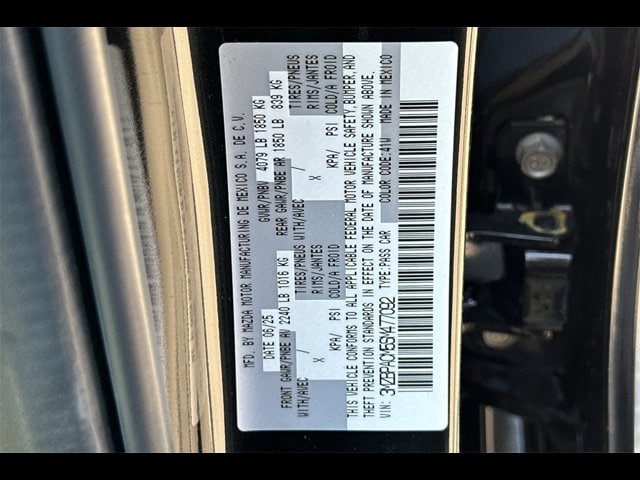 MFD. BY MAZDA MOTOR MANUFACTURING DE MEXICO S.A. DE C.V.
DATE 06/25 GVWR/PNBV 4079 LB 1850 KG
FRONT GAWR/PNBE AV 2240 LB 1016 KG REAR GAWR/PNBE AR 1850 LB 839 KG
WITH/AVEC TIRES/PNEUS WITH/AVEC TIRES/PNEUS
/ X RIMS/JANTES / X RIMS/JANTES
KPA/ PSI COLD/A FROID KPA/ PSI COLD/A FROID
THIS VEHICLE CONFORMS TO ALL APPLICABLE FEDERAL MOTOR VEHICLE SAFETY, BUMPER, AND
THEFT PREVENTION STANDARDS IN EFFECT ON THE DATE OF MANUFACTURE SHOWN ABOVE.
VIN: TYPE:PASS CAR COLOR CODE:41W MADE IN MEXICO